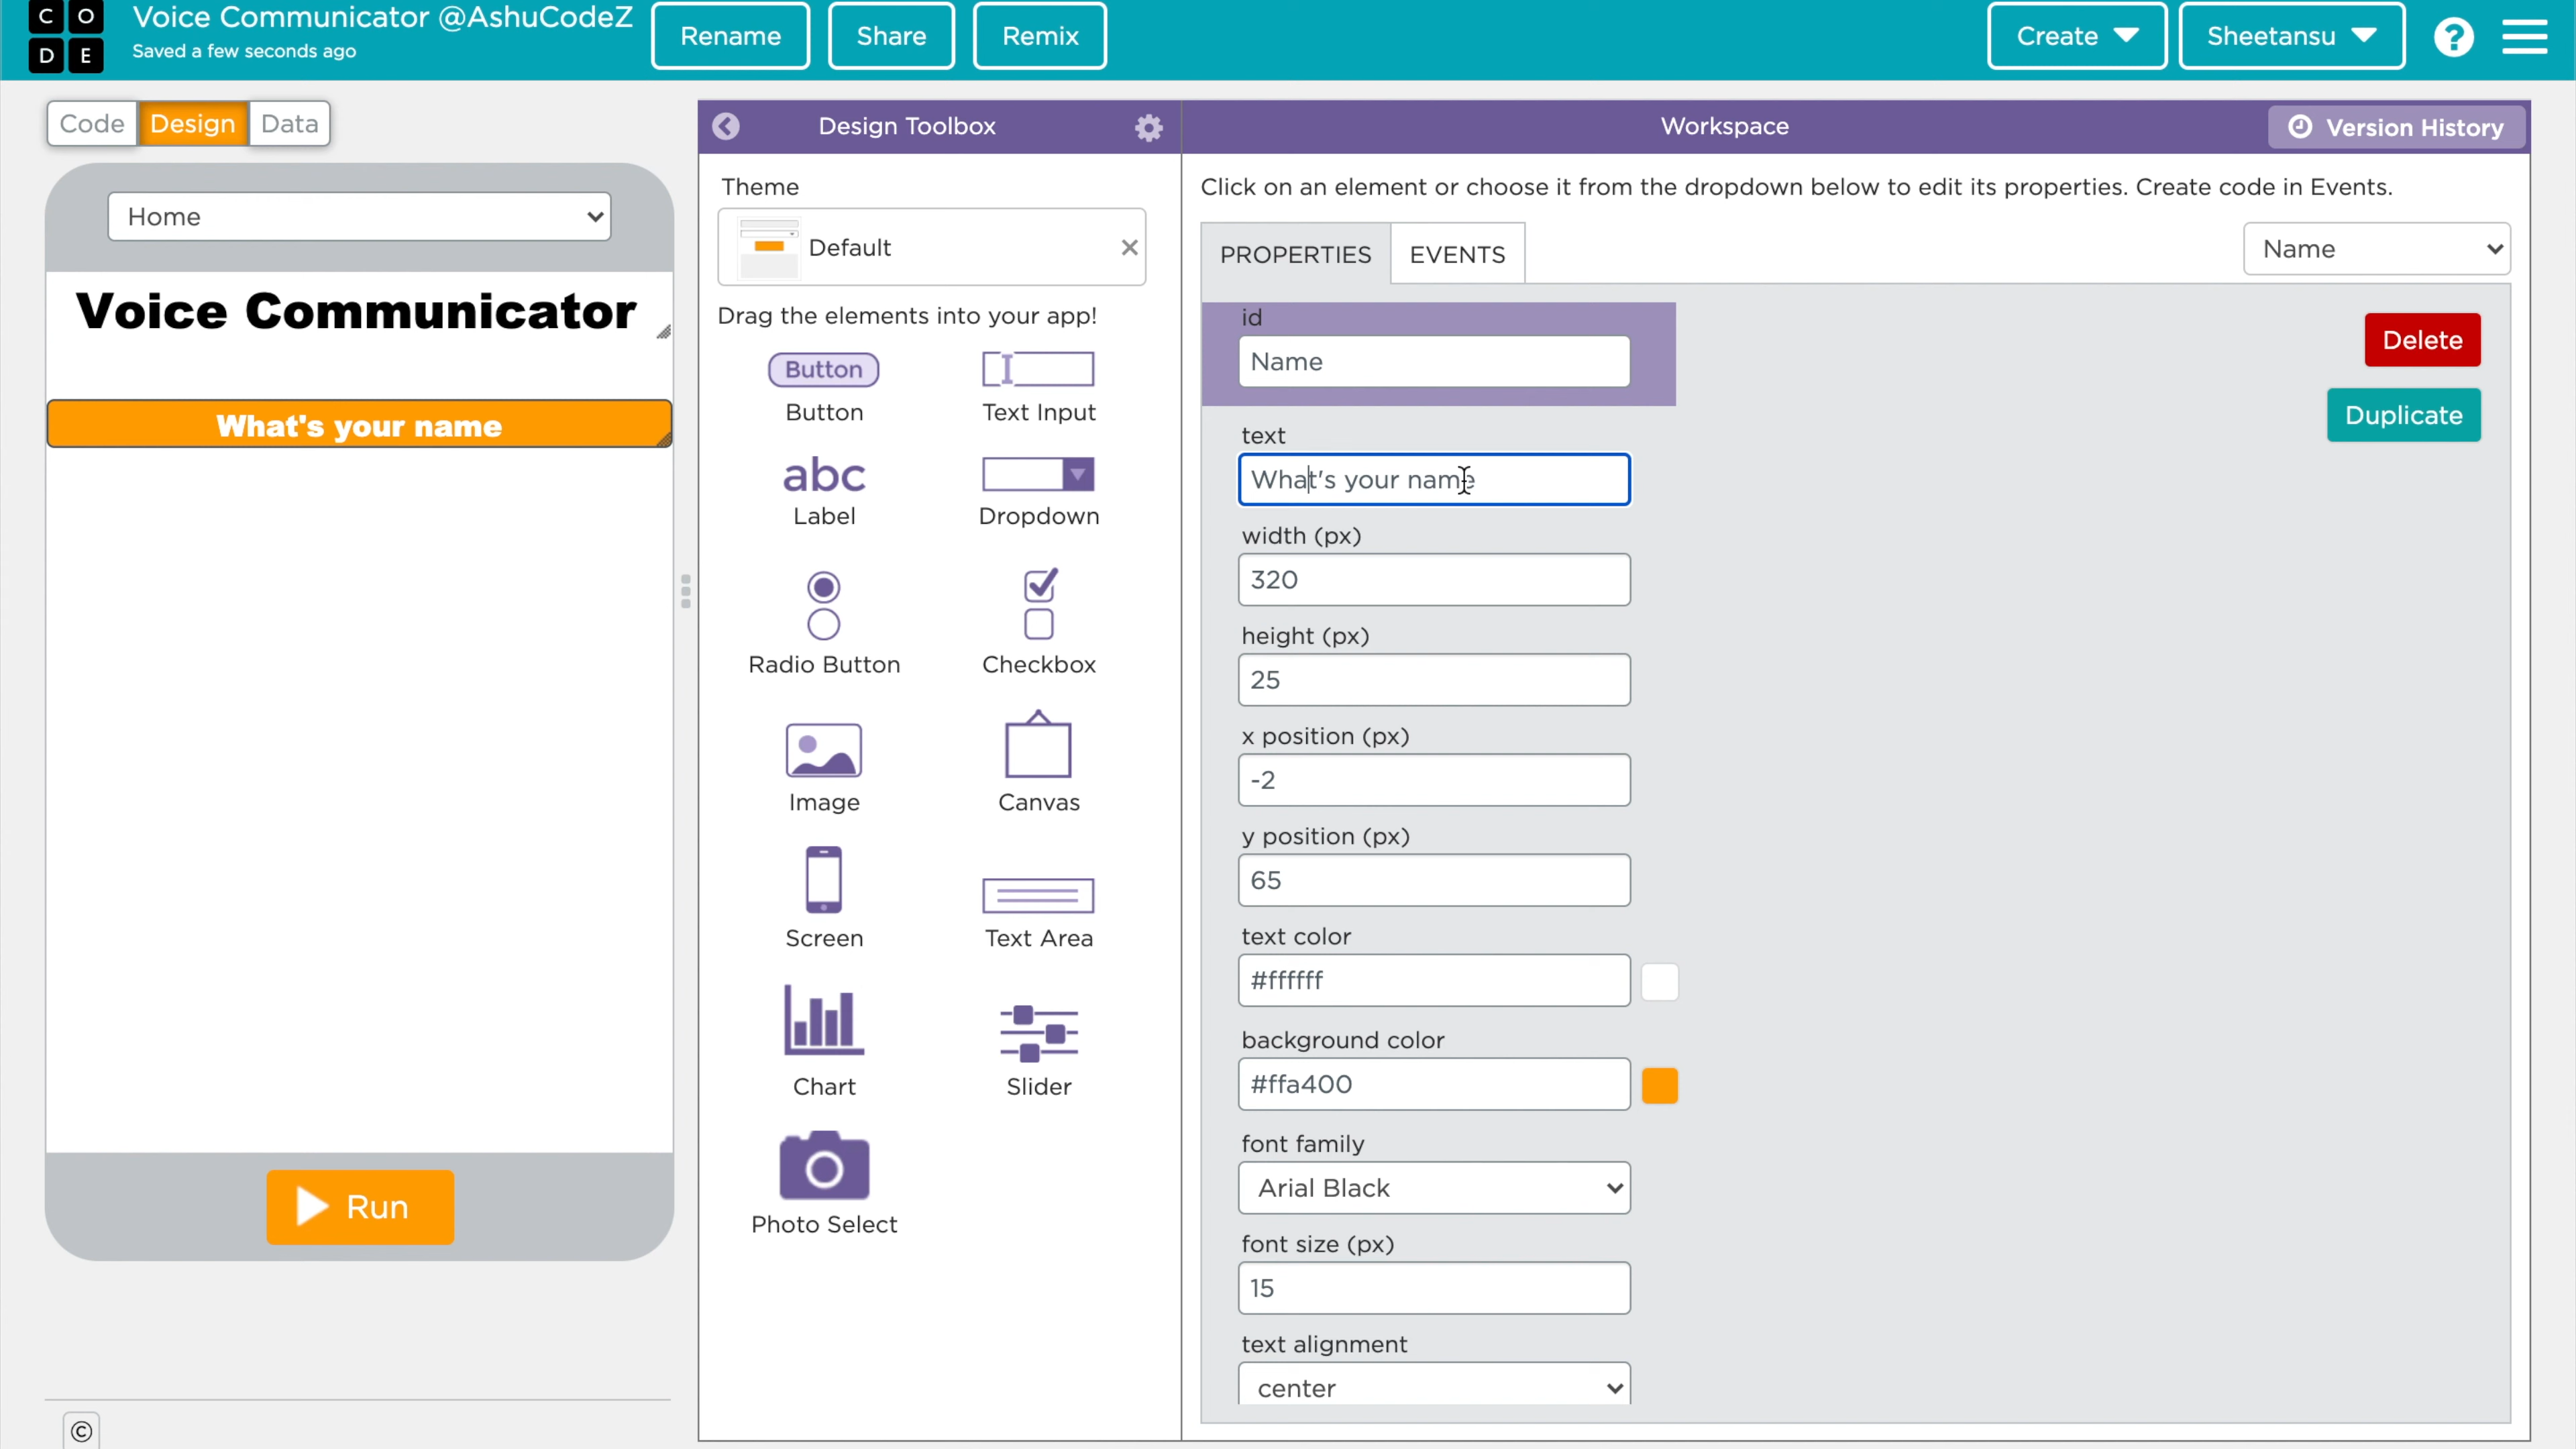 C O
D E
Voice Communicator @AshuCodeZ
Saved a few seconds ago
Rename
Share
Remix
Create
Sheetansu
?
Code
Design
Data
Home
Voice Communicator
What's your name
Run
©
Design Toolbox
Theme
Default
×
Drag the elements into your app!
Button
Button
Text Input
abc
Label
Dropdown
Radio Button
Checkbox
Image
Canvas
Screen
Text Area
Chart
Slider
Photo Select
Workspace
Version History
Click on an element or choose it from the dropdown below to edit its properties. Create code in Events.
PROPERTIES
EVENTS
Name
Delete
Duplicate
id
Name
text
What's your name
width (px)
320
height (px)
25
x position (px)
-2
y position (px)
65
text color
#ffffff
background color
#ffa400
font family
Arial Black
font size (px)
15
text alignment
center